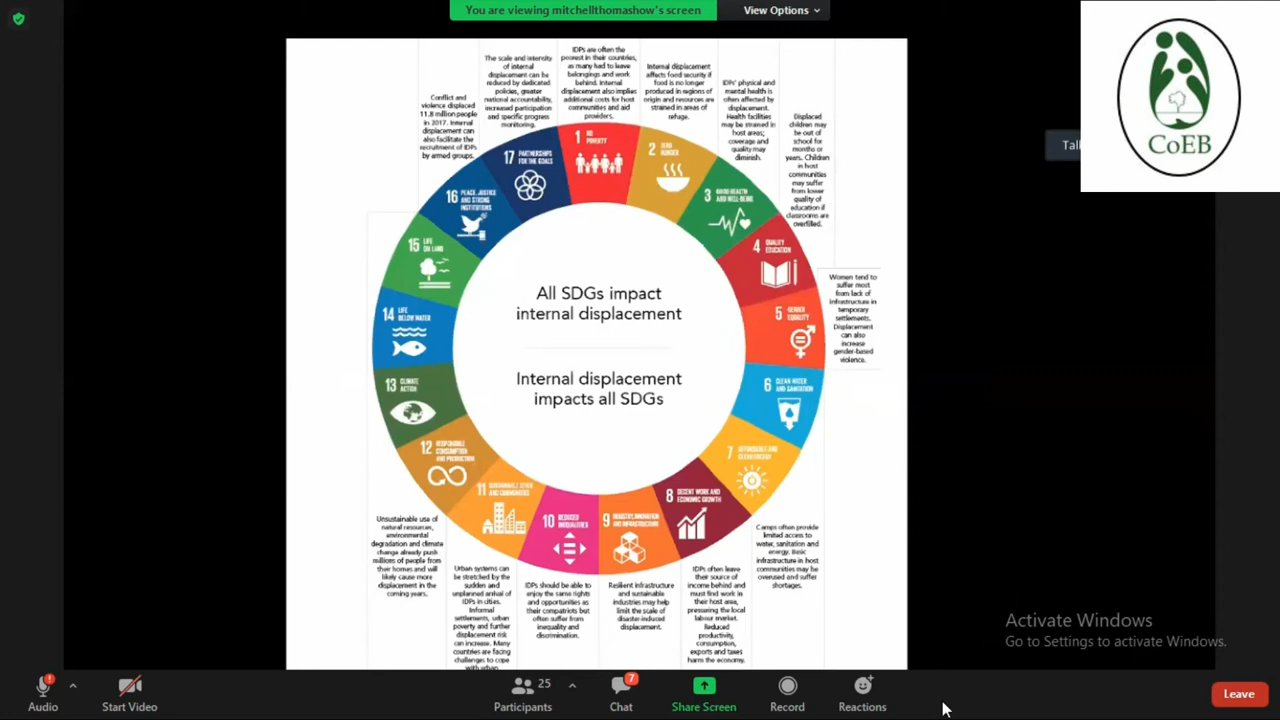 You are viewing mitchellthomashow's screen
View Options
CoEB
Conflict and
violence displaced
11.8 million people
in 2017. Internal
displacement can
also facilitate the
recruitment of IDPs
by armed groups.
The scale and intensity
of internal
displacement can be
reduced by dedicated
policies, greater
national accountability,
increased participation
and specific progress
monitoring.
IDPs are often the
poorest in their countries,
as many had to leave
belongings and work
behind. Internal
displacement also implies
additional costs for host
communities and aid
providers.
Internal displacement
affects food security if
food is no longer
produced in regions of
origin and resources are
strained in areas of
refuge.
IDPs' physical and
mental health is
often affected by
displacement.
Health facilities
may be strained in
host areas;
coverage and
quality may
diminish.
Displaced
children may
be out of
school for
months or
years. Children
in host
communities
may suffer
from lower
quality of
education if
classrooms are
overfilled.
Women tend to
suffer most
from lack of
infrastructure in
temporary
settlements.
Displacement
can also
increase
gender-based
violence.
1 NO
POVERTY
2 ZERO
HUNGER
3 GOOD HEALTH
AND WELL-BEING
4 QUALITY
EDUCATION
5 GENDER
EQUALITY
6 CLEAN WATER
AND SANITATION
7 AFFORDABLE AND
CLEAN ENERGY
8 DECENT WORK AND
ECONOMIC GROWTH
9 INDUSTRY, INNOVATION
AND INFRASTRUCTURE
10 REDUCED
INEQUALITIES
11 SUSTAINABLE CITIES
AND COMMUNITIES
12 RESPONSIBLE
CONSUMPTION
AND PRODUCTION
13 CLIMATE
ACTION
14 LIFE
BELOW WATER
15 LIFE
ON LAND
16 PEACE, JUSTICE
AND STRONG
INSTITUTIONS
17 PARTNERSHIPS
FOR THE GOALS
All SDGs impact
internal displacement
Internal displacement
impacts all SDGs
Unsustainable use of
natural resources,
environmental
degradation and climate
change already push
millions of people from
their homes and will
likely cause more
displacement in the
coming years.
Urban systems can
be stretched by the
sudden and
unplanned arrival of
IDPs in cities.
Informal
settlements, urban
poverty and further
displacement risk
can increase. Many
countries are facing
challenges to cope
with urban
IDPs should be able to
enjoy the same rights
and opportunities as
their compatriots but
often suffer from
inequality and
discrimination.
Resilient infrastructure
and sustainable
industries may help
limit the scale of
disaster-induced
displacement.
IDPs often leave
their source of
income behind and
must find work in
their host area,
pressuring the local
labour market.
Reduced
productivity,
consumption,
exports and taxes
harm the economy.
Camps often provide
limited access to
water, sanitation and
energy. Basic
infrastructure in host
communities may be
overused and suffer
shortages.
Activate Windows
Go to Settings to activate Windows.
Audio
Start Video
25
Participants
7
Chat
Share Screen
Record
Reactions
Leave